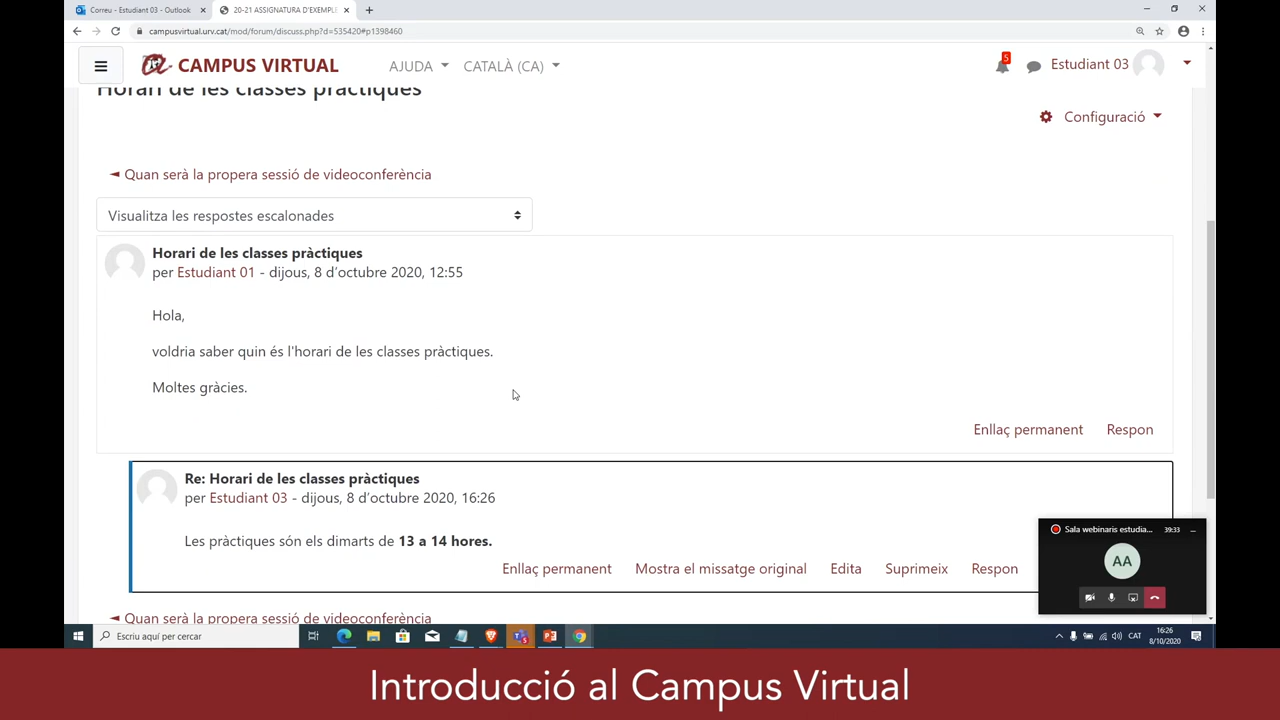 Correu - Estudiant 03 - Outlook
20-21 ASSIGNATURA D'EXEMPLE
campusvirtual.urv.cat/mod/forum/discuss.php?d=535420#p1398460
CAMPUS VIRTUAL
AJUDA
CATALÀ (CA)
5
Estudiant 03
Horari de les classes pràctiques
Configuració
◄ Quan serà la propera sessió de videoconferència
Visualitza les respostes escalonades
Horari de les classes pràctiques
per Estudiant 01 - dijous, 8 d’octubre 2020, 12:55
Hola,
voldria saber quin és l'horari de les classes pràctiques.
Moltes gràcies.
Enllaç permanent Respon
Re: Horari de les classes pràctiques
per Estudiant 03 - dijous, 8 d’octubre 2020, 16:26
Les pràctiques són els dimarts de 13 a 14 hores.
Enllaç permanent Mostra el missatge original Edita Suprimeix Respon
Sala webinaris estudia... 39:33
AA
◄ Quan serà la propera sessió de videoconferència
Escriu aquí per cercar
CAT
16:26
8/10/2020
Introducció al Campus Virtual